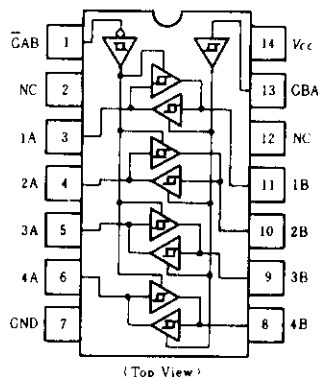 G̅AB 1 14 Vcc
NC 2 13 GBA
1A 3 12 NC
2A 4 11 1B
3A 5 10 2B
4A 6 9 3B
GND 7 8 4B
(Top View)